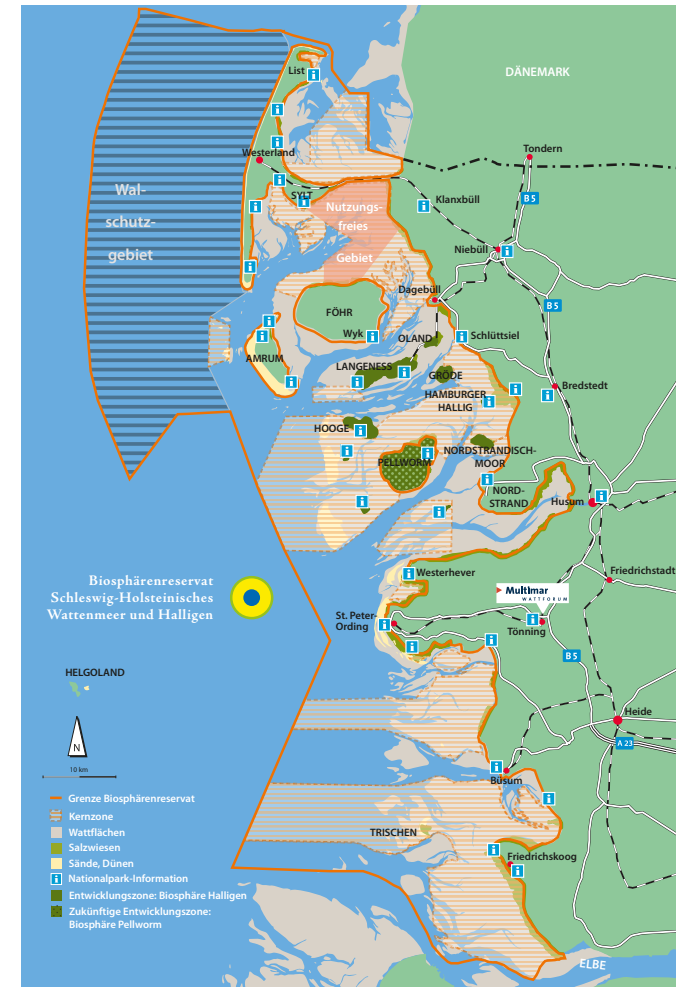 List
DÄNEMARK
Westerland
Tondern
Wal-
schutz-
gebiet
SYLT
B 5
Klanxbüll
Nutzungs-
freies
Gebiet
Niebüll
Dagebüll
B 5
FÖHR
Wyk
OLAND
Schlüttsiel
AMRUM
LANGENESS
GRÖDE
Bredstedt
HAMBURGER
HALLIG
HOOGE
NORDSTRANDISCH-
MOOR
PELLWORM
NORD-
STRAND
Husum
Westerhever
Friedrichstadt
Biosphärenreservat
Schleswig-Holsteinisches
Wattenmeer und Halligen
Multimar
WATTFORUM
St. Peter-
Ording
Tönning
B 5
HELGOLAND
Heide
N
A 23
10 km
Büsum
Grenze Biosphärenreservat
Kernzone
Wattflächen
Salzwiesen
Sände, Dünen
Nationalpark-Information
Entwicklungszone: Biosphäre Halligen
Zukünftige Entwicklungszone:
Biosphäre Pellworm
TRISCHEN
Friedrichskoog
ELBE